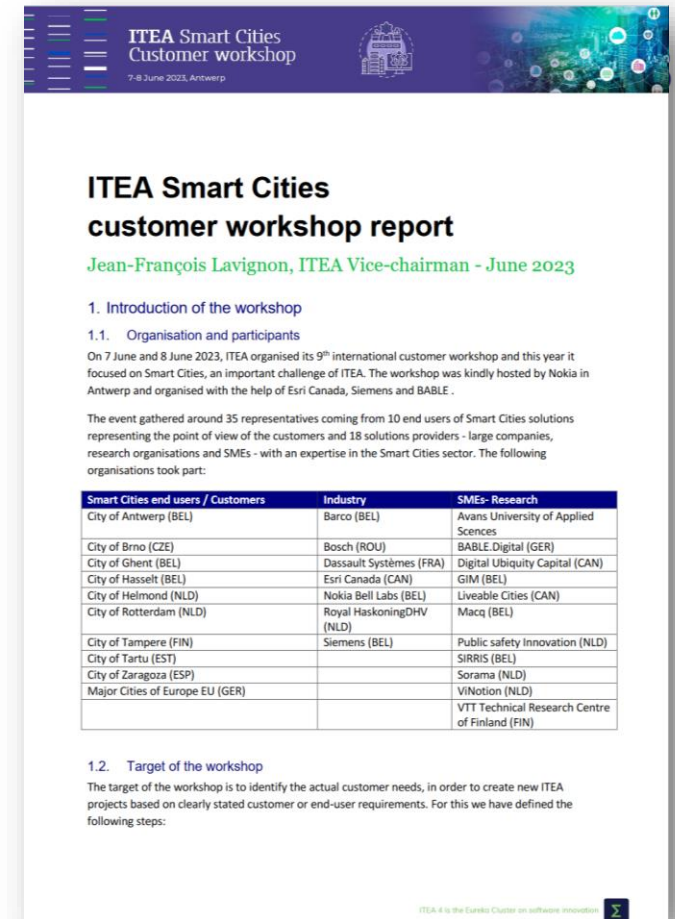 ITEA Smart Cities
Customer workshop
7-8 June 2023, Antwerp
ITEA Smart Cities
customer workshop report
Jean-François Lavignon, ITEA Vice-chairman - June 2023
1. Introduction of the workshop
1.1. Organisation and participants
On 7 June and 8 June 2023, ITEA organised its 9th international customer workshop and this year it
focused on Smart Cities, an important challenge of ITEA. The workshop was kindly hosted by Nokia in
Antwerp and organised with the help of Esri Canada, Siemens and BABLE .
The event gathered around 35 representatives coming from 10 end users of Smart Cities solutions
representing the point of view of the customers and 18 solutions providers - large companies,
research organisations and SMEs - with an expertise in the Smart Cities sector. The following
organisations took part:
Smart Cities end users / Customers Industry SMEs- Research
City of Antwerp (BEL) Barco (BEL) Avans University of Applied
Scences
City of Brno (CZE) Bosch (ROU) BABLE.Digital (GER)
City of Ghent (BEL) Dassault Systèmes (FRA) Digital Ubiquity Capital (CAN)
City of Hasselt (BEL) Esri Canada (CAN) GIM (BEL)
City of Helmond (NLD) Nokia Bell Labs (BEL) Liveable Cities (CAN)
City of Rotterdam (NLD) Royal HaskoningDHV Macq (BEL)
(NLD)
City of Tampere (FIN) Siemens (BEL) Public safety Innovation (NLD)
City of Tartu (EST) SIRRIS (BEL)
City of Zaragoza (ESP) Sorama (NLD)
Major Cities of Europe EU (GER) ViNotion (NLD)
VTT Technical Research Centre
of Finland (FIN)
1.2. Target of the workshop
The target of the workshop is to identify the actual customer needs, in order to create new ITEA
projects based on clearly stated customer or end-user requirements. For this we have defined the
following steps:
ITEA 4 is the Eureka Cluster on software innovation